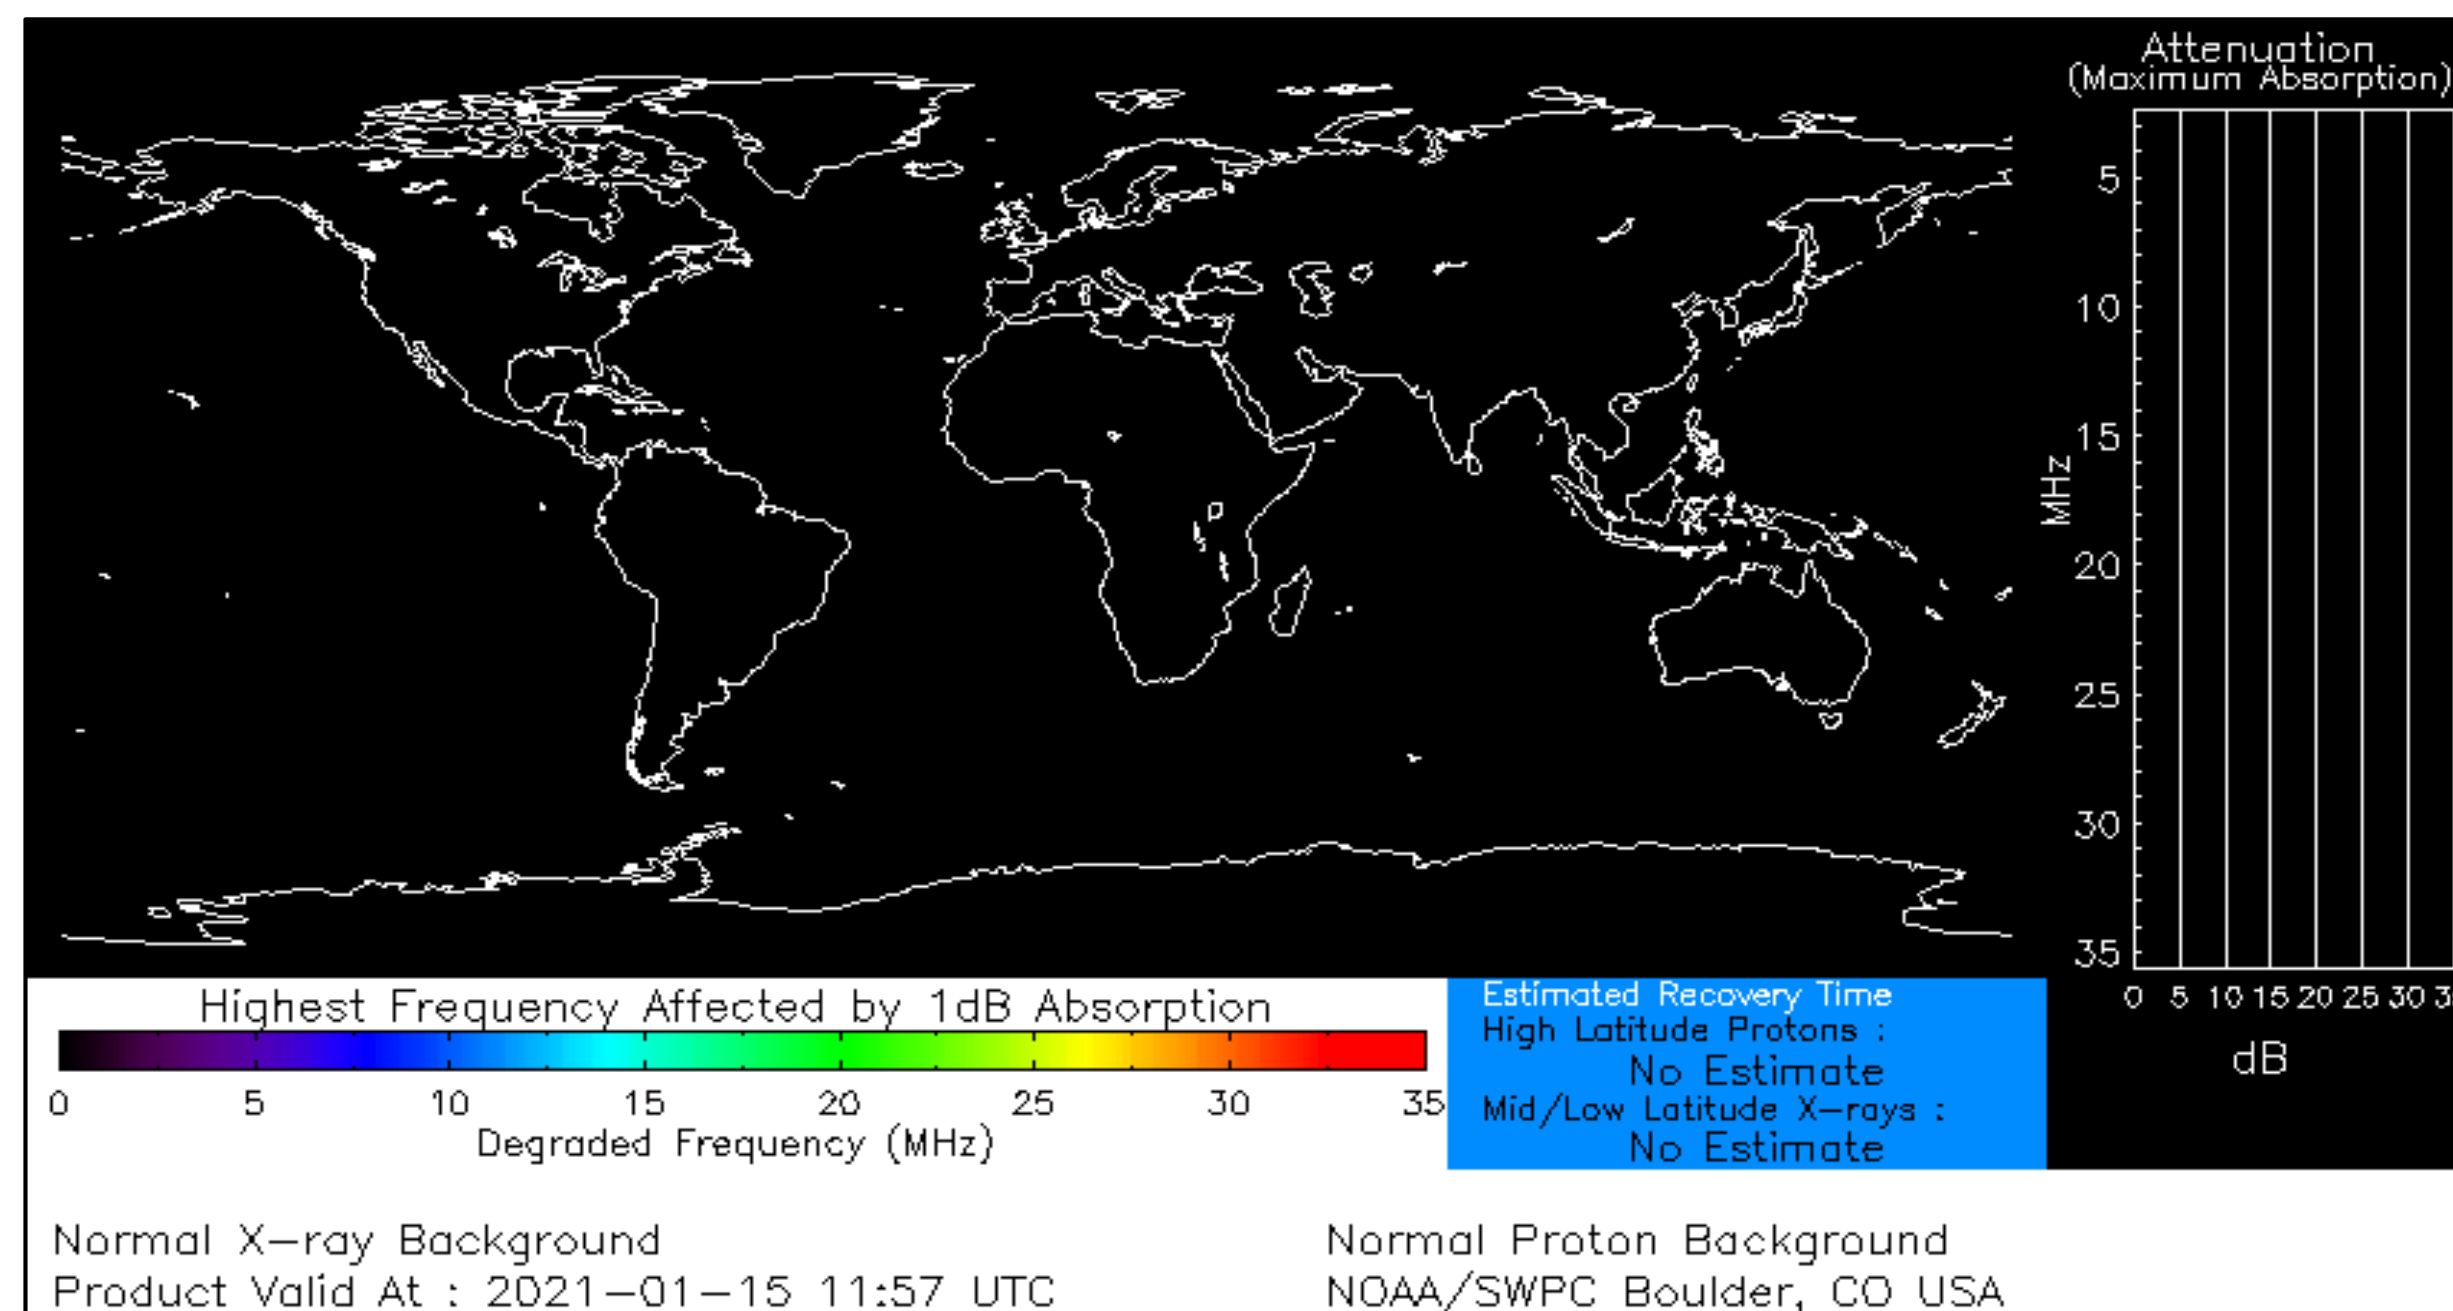 Attenuation
(Maximum Absorption)
5
10
15
20
25
30
35
MHz
0 5 10 15 20 25 30
dB
Highest Frequency Affected by 1dB Absorption
0 5 10 15 20 25 30 35
Degraded Frequency (MHz)
Estimated Recovery Time
High Latitude Protons :
No Estimate
Mid/Low Latitude X-rays :
No Estimate
Normal X-ray Background
Normal Proton Background
Product Valid At : 2021-01-15 11:57 UTC
NOAA/SWPC Boulder, CO USA